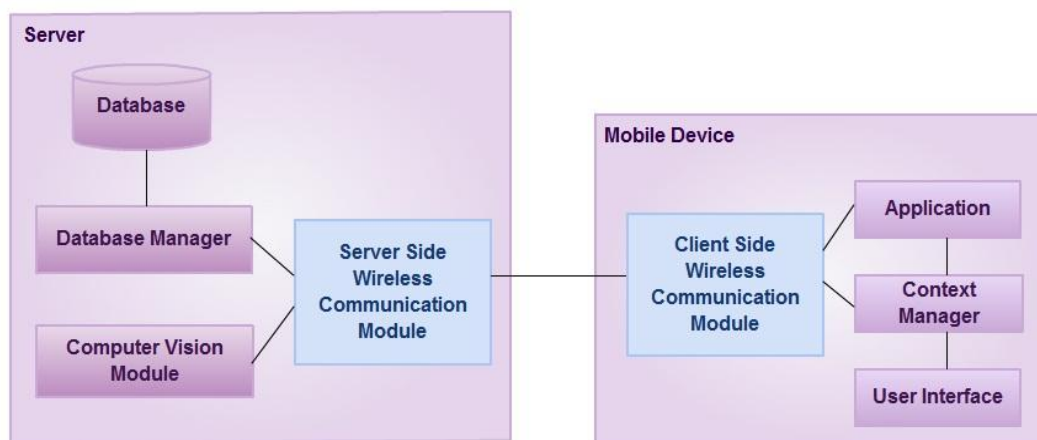 Server
Database
Database Manager
Computer Vision
Module
Server Side
Wireless
Communication
Module
Mobile Device
Client Side
Wireless
Communication
Module
Application
Context
Manager
User Interface